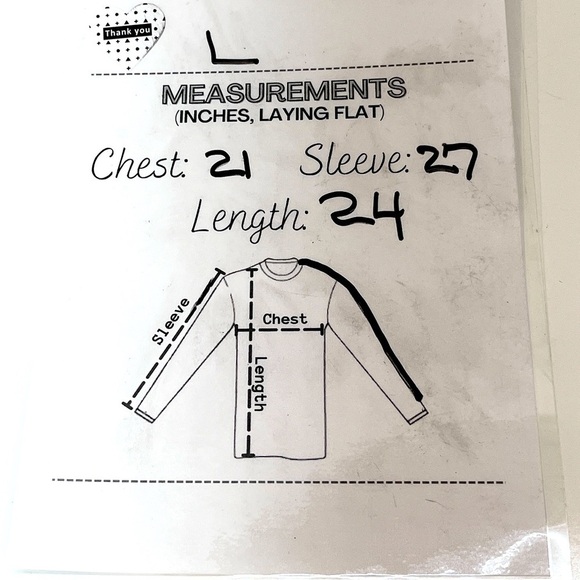 Thank you
L
MEASUREMENTS
(INCHES, LAYING FLAT)
Chest: 21 Sleeve: 27
Length: 24
Sleeve
Chest
Length